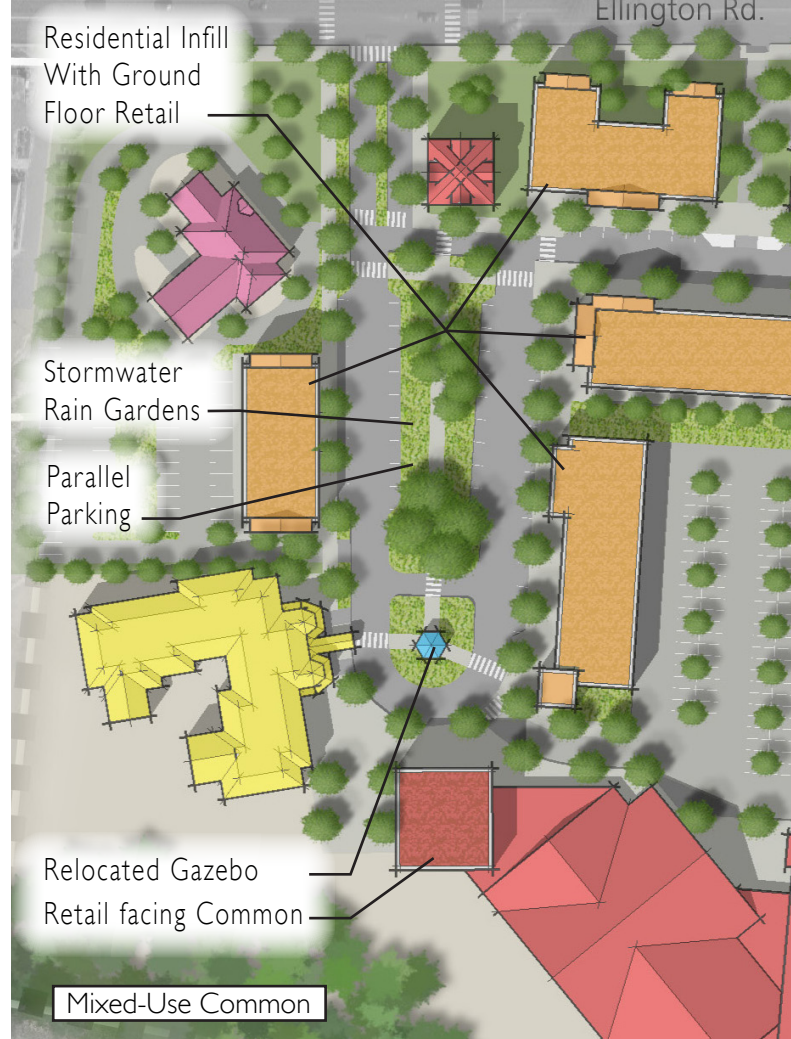 Ellington Rd.
Residential Infill
With Ground
Floor Retail
Stormwater
Rain Gardens
Parallel
Parking
Relocated Gazebo
Retail facing Common
Mixed-Use Common